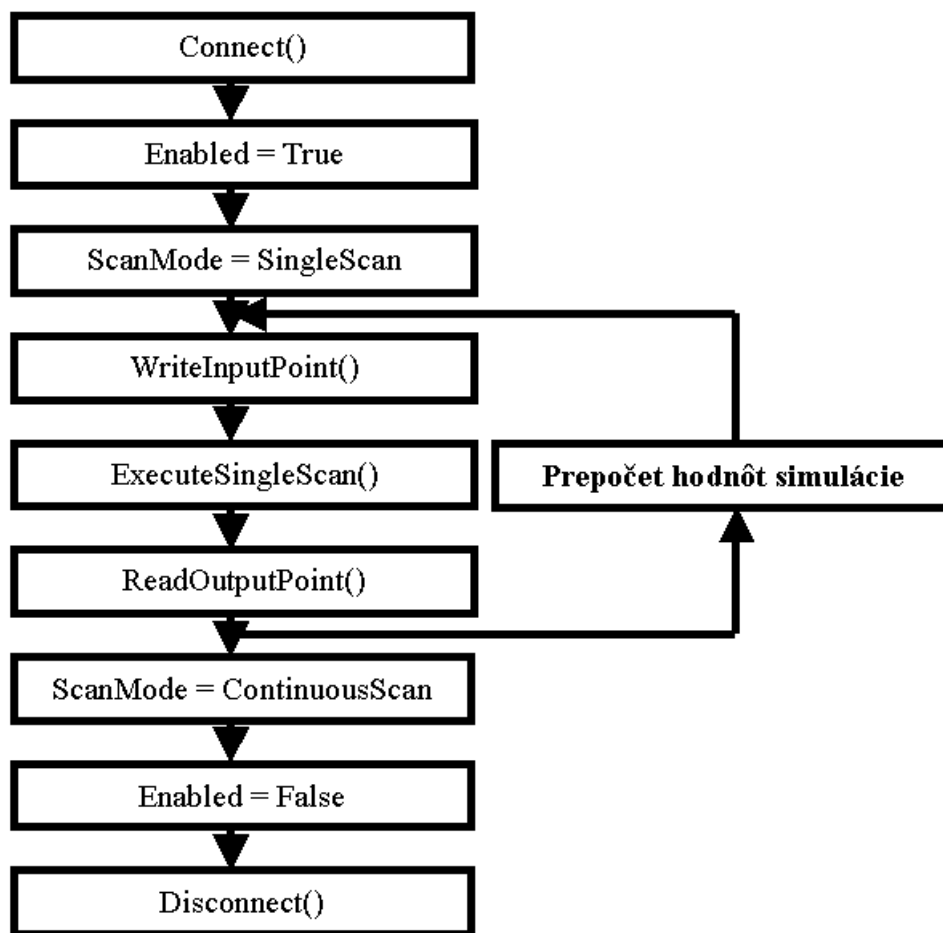 Connect()
Enabled = True
ScanMode = SingleScan
WriteInputPoint()
ExecuteSingleScan()
Prepočet hodnôt simulácie
ReadOutputPoint()
ScanMode = ContinuousScan
Enabled = False
Disconnect()